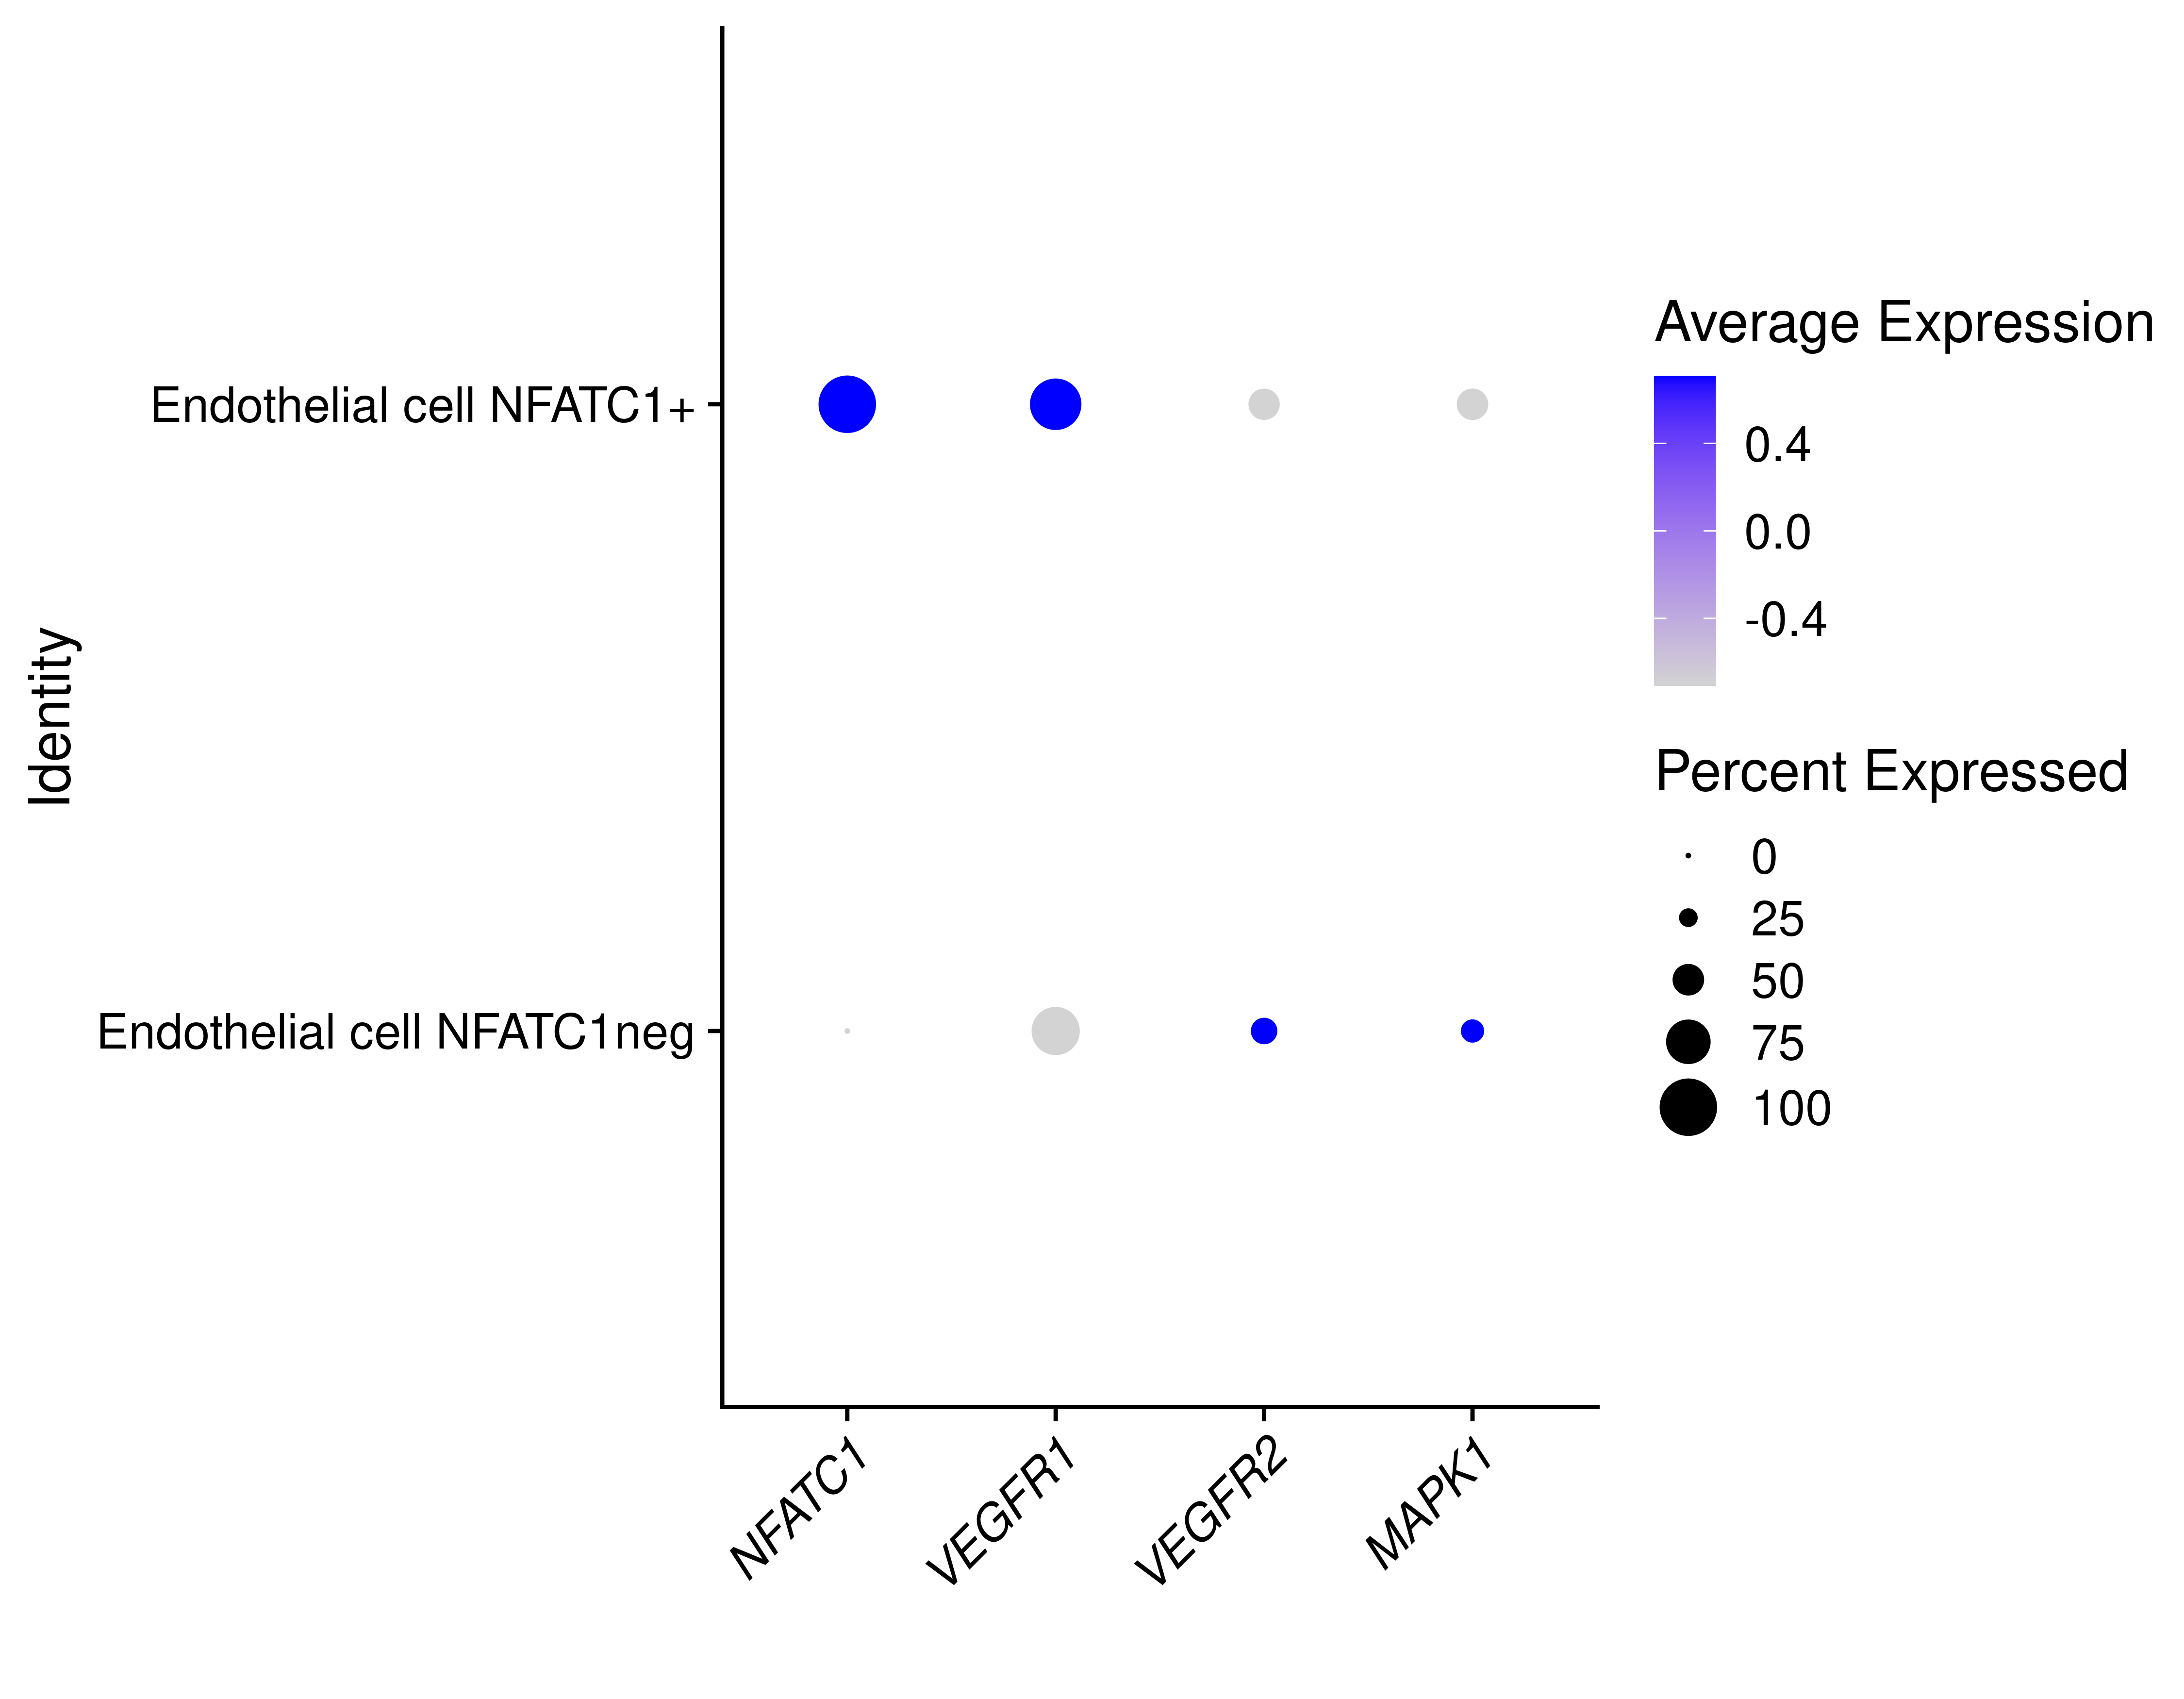 Identity
Endothelial cell NFATC1+
Endothelial cell NFATC1neg
NFATC1
VEGFR1
VEGFR2
MAPK1
Average Expression
0.4
0.0
-0.4
Percent Expressed
0
25
50
75
100